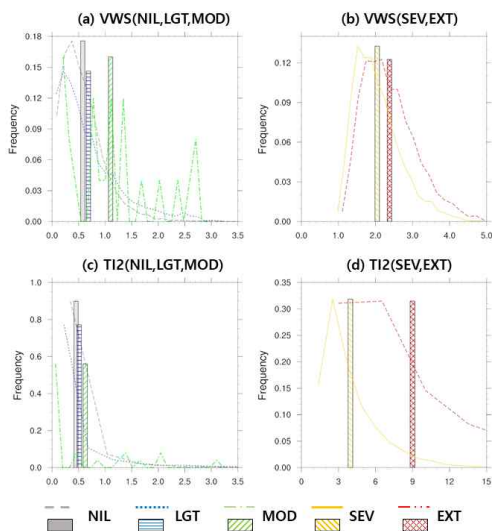 (a) VWS(NIL,LGT,MOD)
(b) VWS(SEV,EXT)
0.18
0.15
0.12
0.09
0.06
0.03
0.00
Frequency
0.0 0.5 1.0 1.5 2.0 2.5 3.0 3.5
0.12
0.09
0.06
0.03
0.00
Frequency
0.0 1.0 2.0 3.0 4.0 5.0
(c) TI2(NIL,LGT,MOD)
(d) TI2(SEV,EXT)
1.0
0.8
0.6
0.4
0.2
0.0
Frequency
0.0 0.5 1.0 1.5 2.0 2.5 3.0 3.5
0.35
0.30
0.25
0.20
0.15
0.10
0.05
0.00
Frequency
0 3 6 9 12 15
NIL LGT MOD SEV EXT